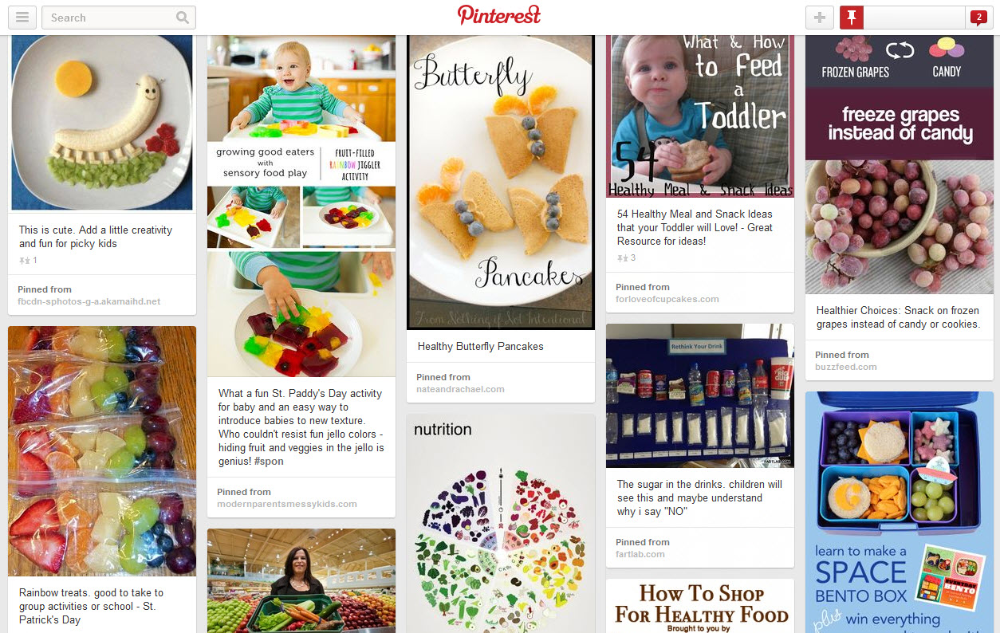 Search
Pinterest
2
This is cute. Add a little creativity
and fun for picky kids
1
Pinned from
fbcdn-sphotos-g-a.akamaihd.net
Rainbow treats. good to take to
group activities or school - St.
Patrick's Day
growing good eaters
with
sensory food play
FRUIT-FILLED
RAINBOW JIGGLER
ACTIVITY
What a fun St. Paddy's Day activity
for baby and an easy way to
introduce babies to new texture.
Who couldn't resist fun jello colors -
hiding fruit and veggies in the jello is
genius! #spon
Pinned from
modernparentsmessykids.com
Butterfly
Pancakes
From Nothing if Not Intentional
Healthy Butterfly Pancakes
Pinned from
nateandrachael.com
nutrition
What & How
to Feed
a
Toddler
54
Healthy Meal & Snack Ideas
54 Healthy Meal and Snack Ideas
that your Toddler will Love! - Great
Resource for ideas!
3
Pinned from
forloveofcupcakes.com
Rethink Your Drink
BIG
GULP
FARTLAB.COM
The sugar in the drinks. children will
see this and maybe understand
why i say "NO"
Pinned from
fartlab.com
How To Shop
For Healthy Food
Brought to you by
FROZEN GRAPES
CANDY
freeze grapes
instead of candy
Healthier Choices: Snack on frozen
grapes instead of candy or cookies.
Pinned from
buzzfeed.com
learn to make a
SPACE
BENTO BOX
EVERYDAY
BENTO
plus win everything